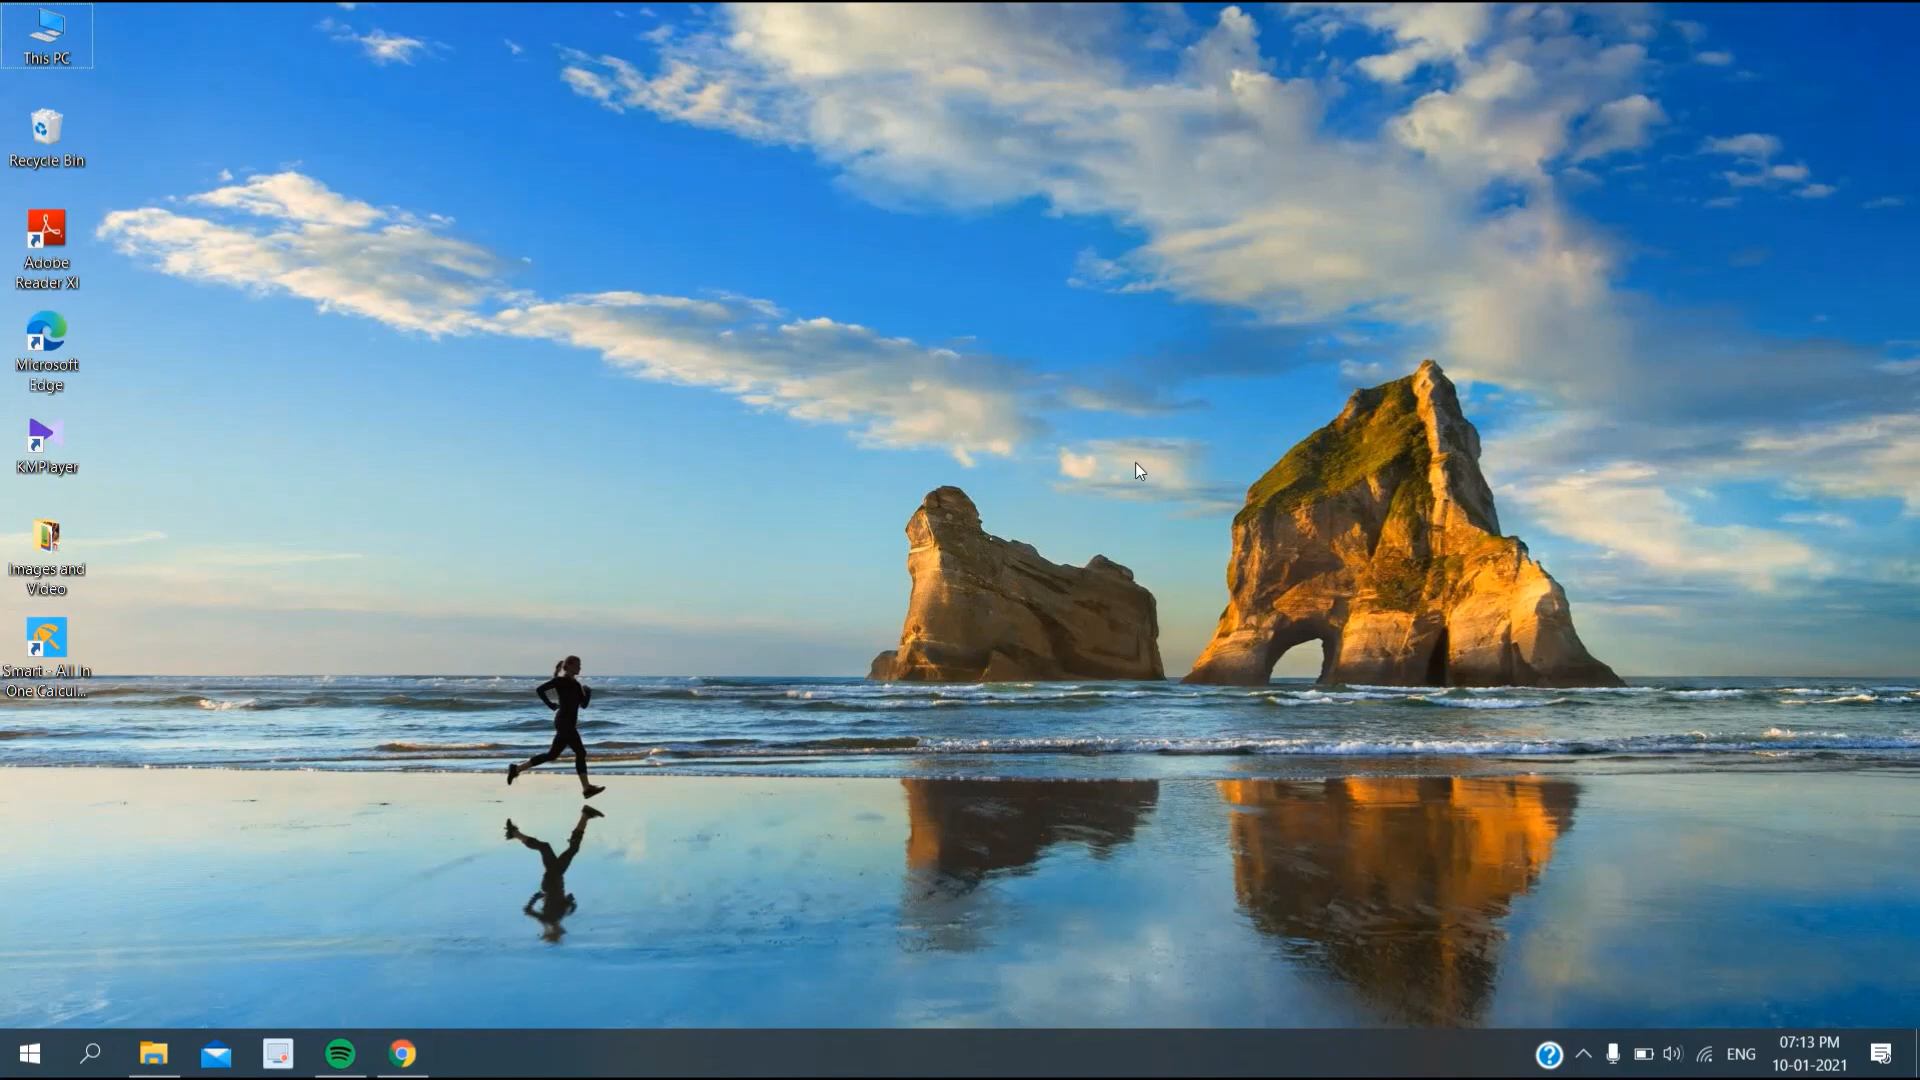 This PC
Recycle Bin
Adobe
Reader XI
Microsoft
Edge
KMPlayer
Images and
Video
Smart - All in
One Calcul...
ENG
07:13 PM
10-01-2021